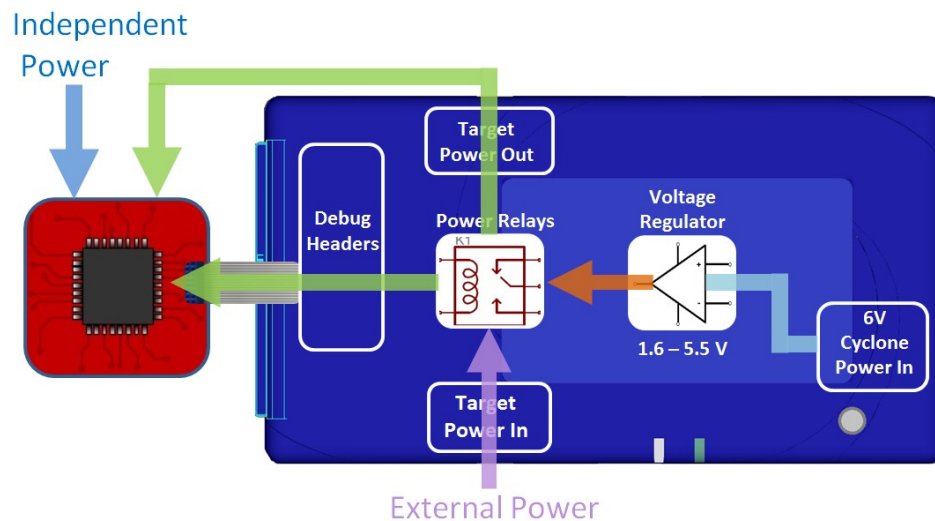 Independent
Power
Target
Power Out
Voltage
Regulator
Debug
Headers
Power Relays
K1
+
-
1.6 – 5.5 V
6V
Cyclone
Power In
Target
Power In
External Power